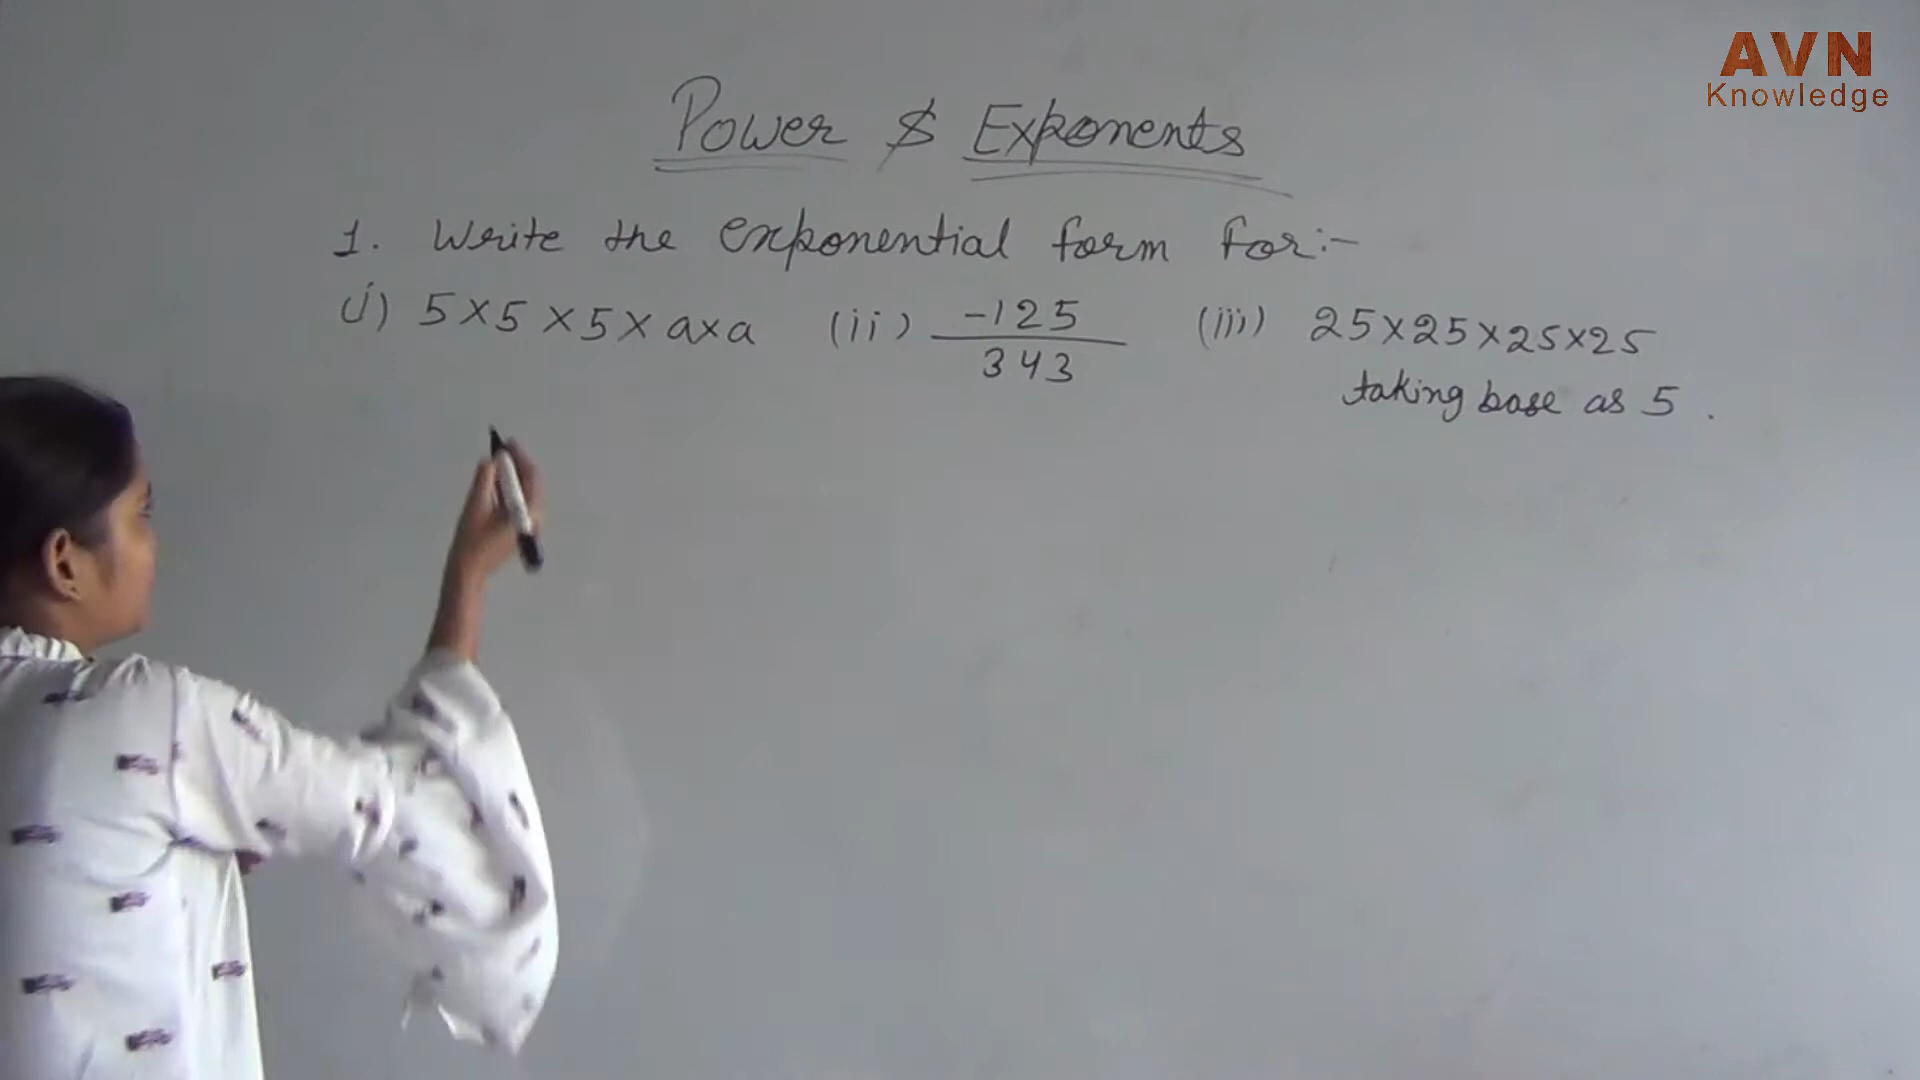 AVN
Knowledge
Power & Exponents
1. Write the exponential form for:-
(i) 5×5×5×a×a (ii) -125/343 (iii) 25×25×25×25
taking base as 5.